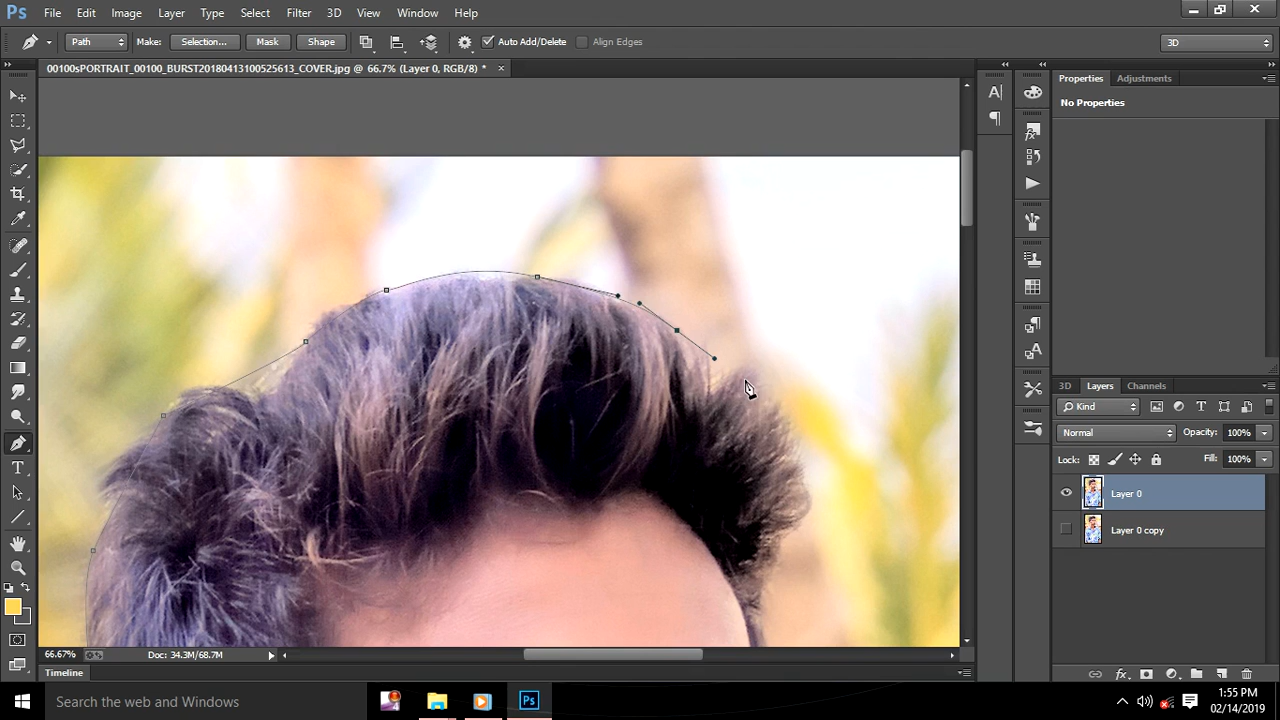 Ps File Edit Image Layer Type Select Filter 3D View Window Help
Path Make: Selection... Mask Shape Auto Add/Delete Align Edges 3D
00100sPORTRAIT_00100_BURST20180413100525613_COVER.jpg @ 66.7% (Layer 0, RGB/8) *
Properties Adjustments
No Properties
3D Layers Channels
Kind
Normal Opacity: 100%
Lock: Fill: 100%
Layer 0
Layer 0 copy
66.67% Doc: 34.3M/68.7M
Timeline
Search the web and Windows
Ps
1:55 PM
02/14/2019